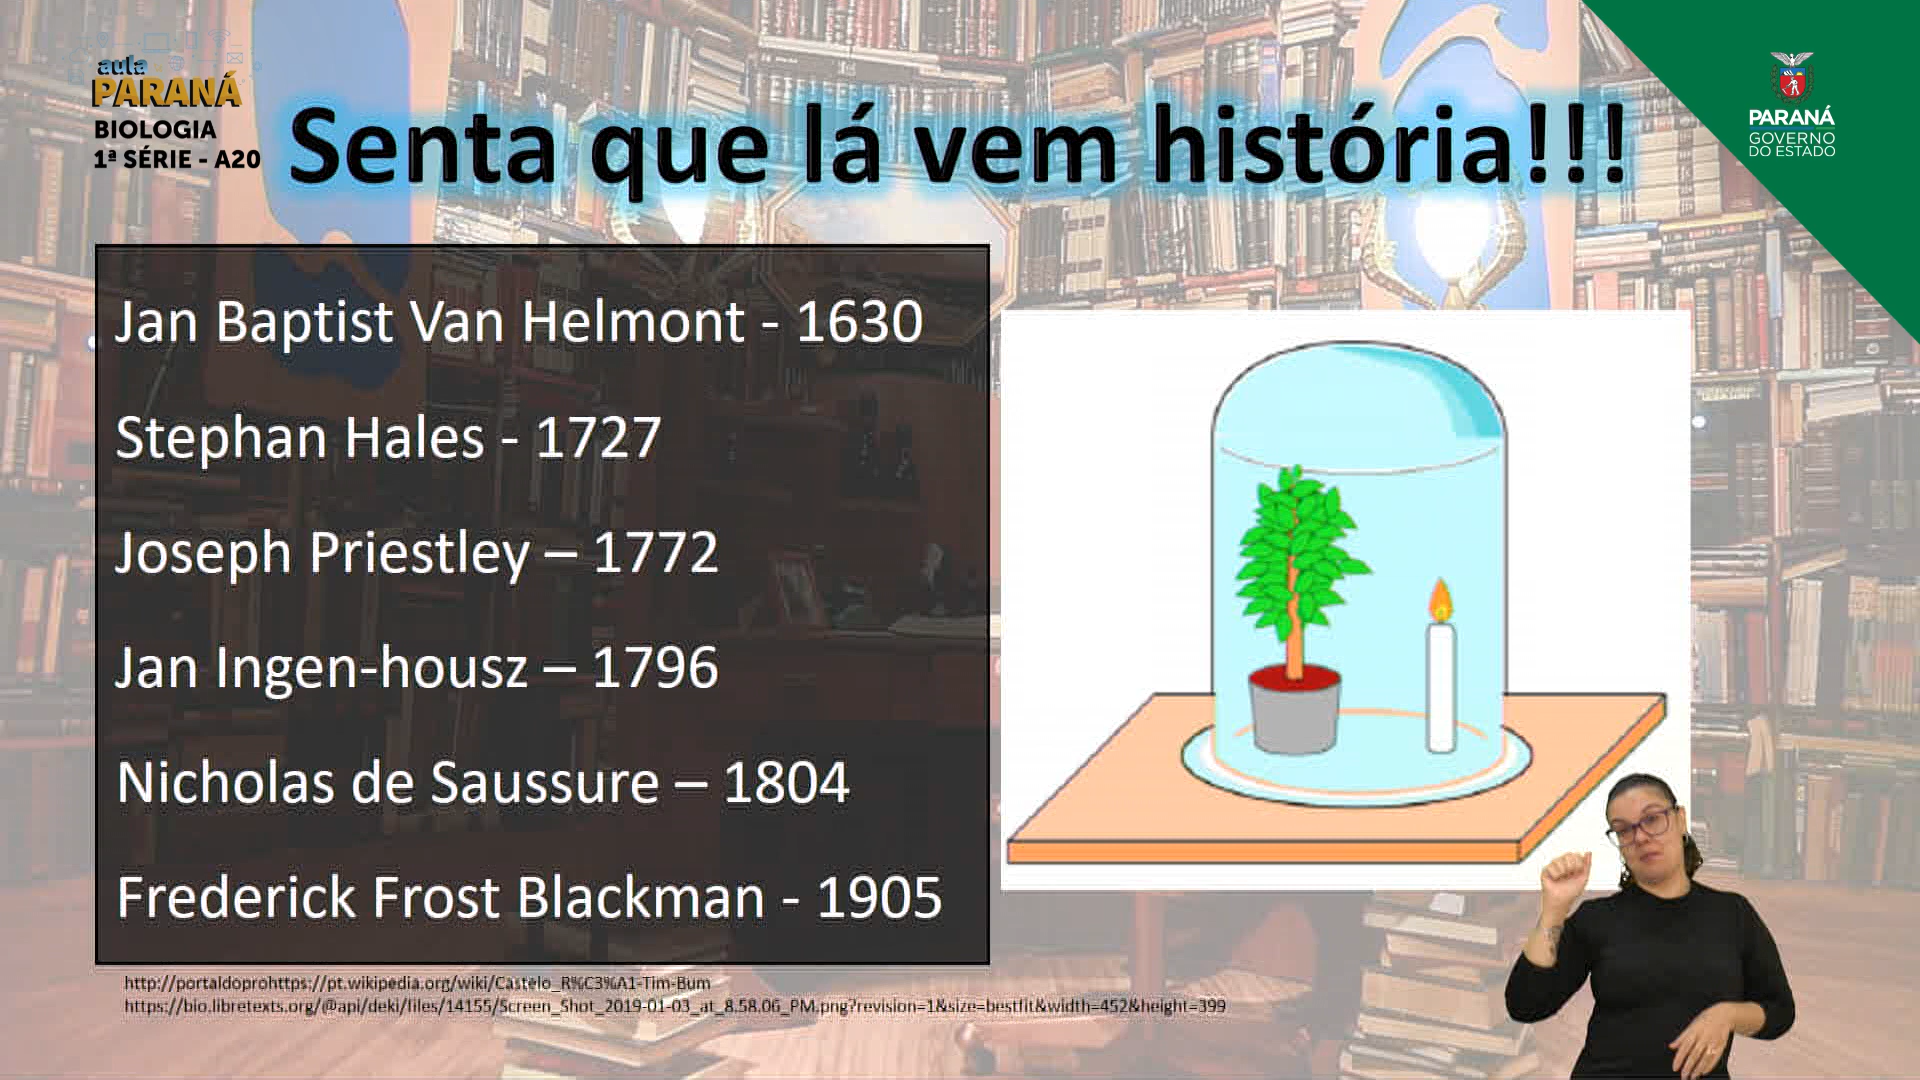 aula
PARANÁ
BIOLOGIA
1ª SÉRIE - A20
Senta que lá vem história!!!
PARANÁ
GOVERNO
DO ESTADO
Jan Baptist Van Helmont - 1630
Stephan Hales - 1727
Joseph Priestley – 1772
Jan Ingen-housz – 1796
Nicholas de Saussure – 1804
Frederick Frost Blackman - 1905
http://portaldoprohttps://pt.wikipedia.org/wiki/Castelo_R%C3%A1-Tim-Bum
https://bio.libretexts.org/@api/deki/files/14155/Screen_Shot_2019-01-03_at_8.58.06_PM.png?revision=1&size=bestfit&width=452&height=399